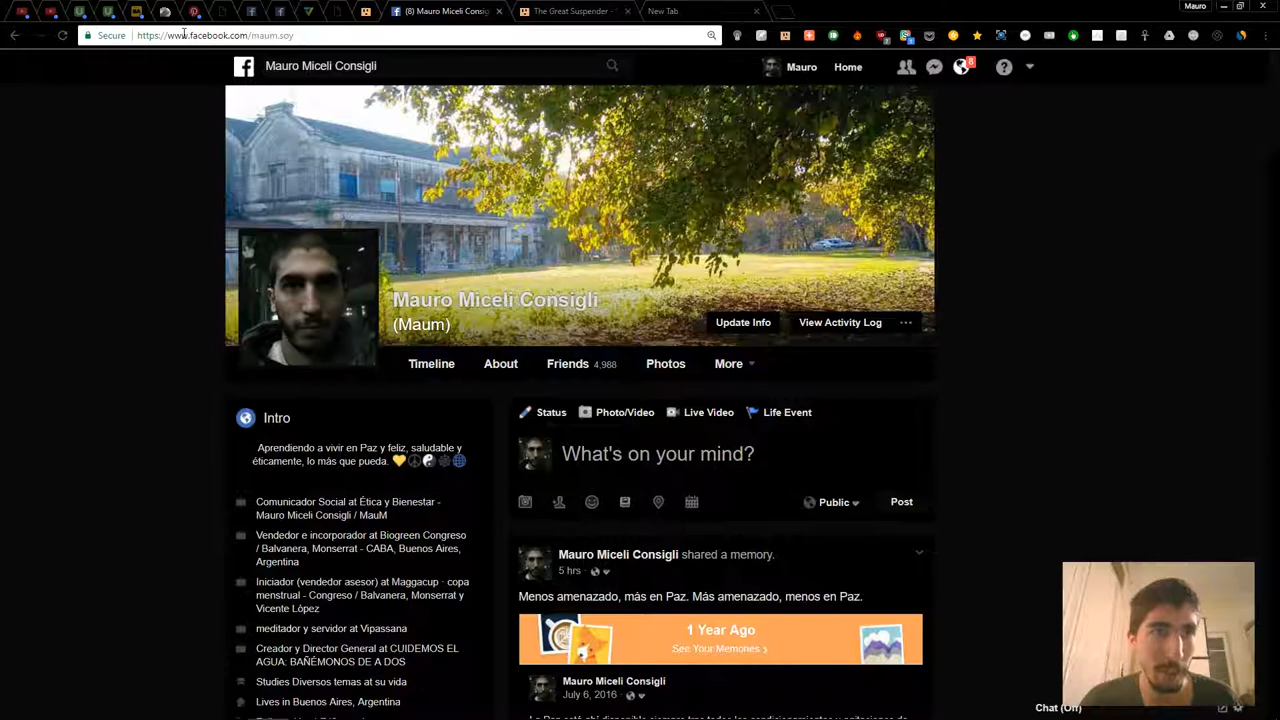 (8) Mauro Miceli Consig
The Great Suspender -
New Tab
Mauro
Secure
https://www.facebook.com/maum.soy
Mauro Miceli Consigli
Mauro
Home
8
Mauro Miceli Consigli
(Maum)
Update Info
View Activity Log
Timeline
About
Friends 4,988
Photos
More
Intro
Aprendiendo a vivir en Paz y feliz, saludable y
éticamente, lo más que pueda.
Comunicador Social at Ética y Bienestar -
Mauro Miceli Consigli / MauM
Vendedor e incorporador at Biogreen Congreso
/ Balvanera, Monserrat - CABA, Buenos Aires,
Argentina
Iniciador (vendedor asesor) at Maggacup - copa
menstrual - Congreso / Balvanera, Monserrat y
Vicente López
meditador y servidor at Vipassana
Creador y Director General at CUIDEMOS EL
AGUA: BAÑÉMONOS DE A DOS
Studies Diversos temas at su vida
Lives in Buenos Aires, Argentina
Status
Photo/Video
Live Video
Life Event
What's on your mind?
Public
Post
Mauro Miceli Consigli shared a memory.
5 hrs
Menos amenazado, más en Paz. Más amenazado, menos en Paz.
1 Year Ago
See Your Memories
Mauro Miceli Consigli
July 6, 2016
Chat (Off)